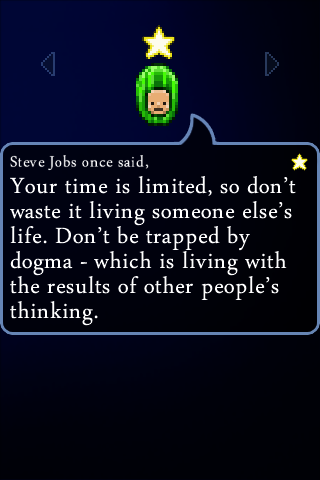 Steve Jobs once said,
Your time is limited, so don't
waste it living someone else's
life. Don't be trapped by
dogma - which is living with
the results of other people's
thinking.